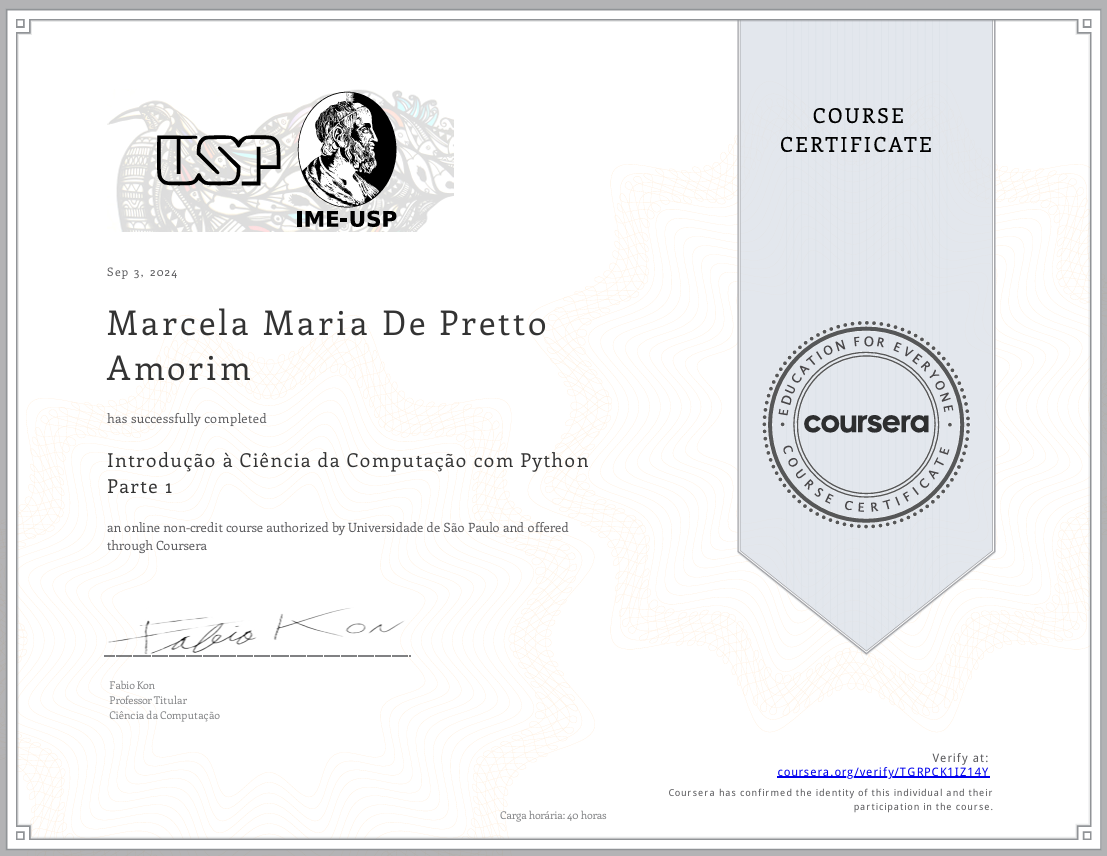 USP
IME-USP
COURSE
CERTIFICATE
Sep 3, 2024
Marcela Maria De Pretto
Amorim
has successfully completed
Introdução à Ciência da Computação com Python
Parte 1
an online non-credit course authorized by Universidade de São Paulo and offered
through Coursera
EDUCATION FOR EVERYONE
coursera
COURSE CERTIFICATE
Fabio Kon
Fabio Kon
Professor Titular
Ciência da Computação
Verify at:
coursera.org/verify/TGRPCK1IZ14Y
Coursera has confirmed the identity of this individual and their
participation in the course.
Carga horária: 40 horas